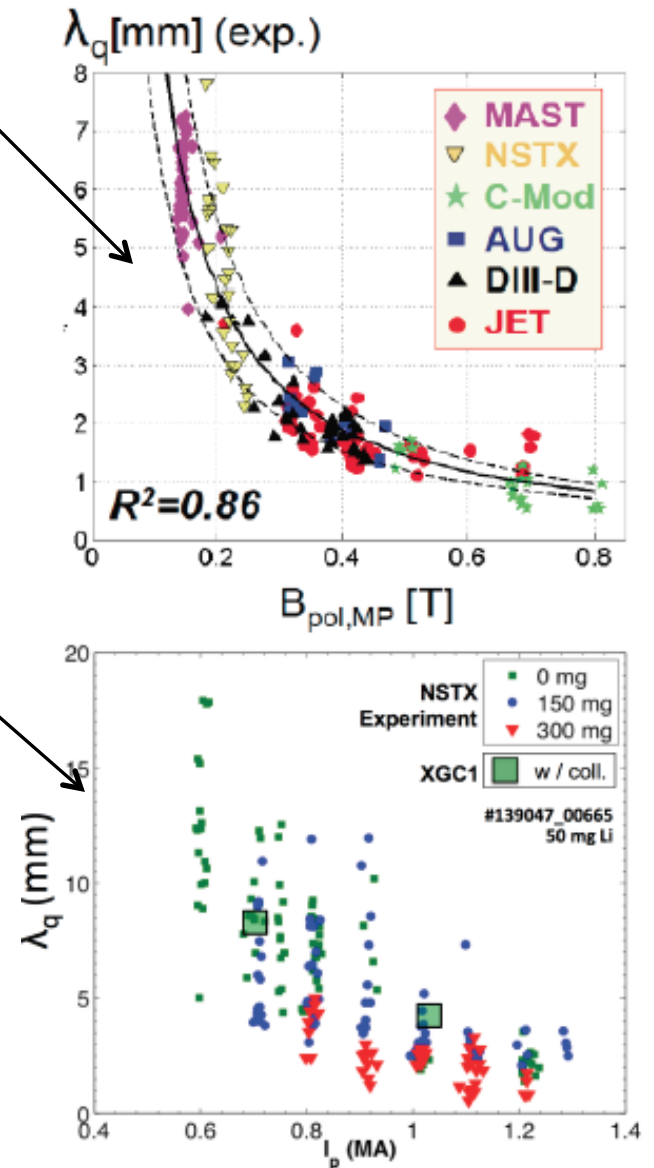 λq[mm] (exp.)
8
7
6
5
4
3
2
1
0
MAST
NSTX
C-Mod
AUG
DIII-D
JET
R²=0.86
0 0.2 0.4 0.6 0.8
Bpol,MP [T]
20
15
10
5
0
NSTX
Experiment
0 mg
150 mg
300 mg
XGC1
w / coll.
#139047_00665
50 mg Li
λq (mm)
0.4 0.6 0.8 1 1.2 1.4
Ip (MA)